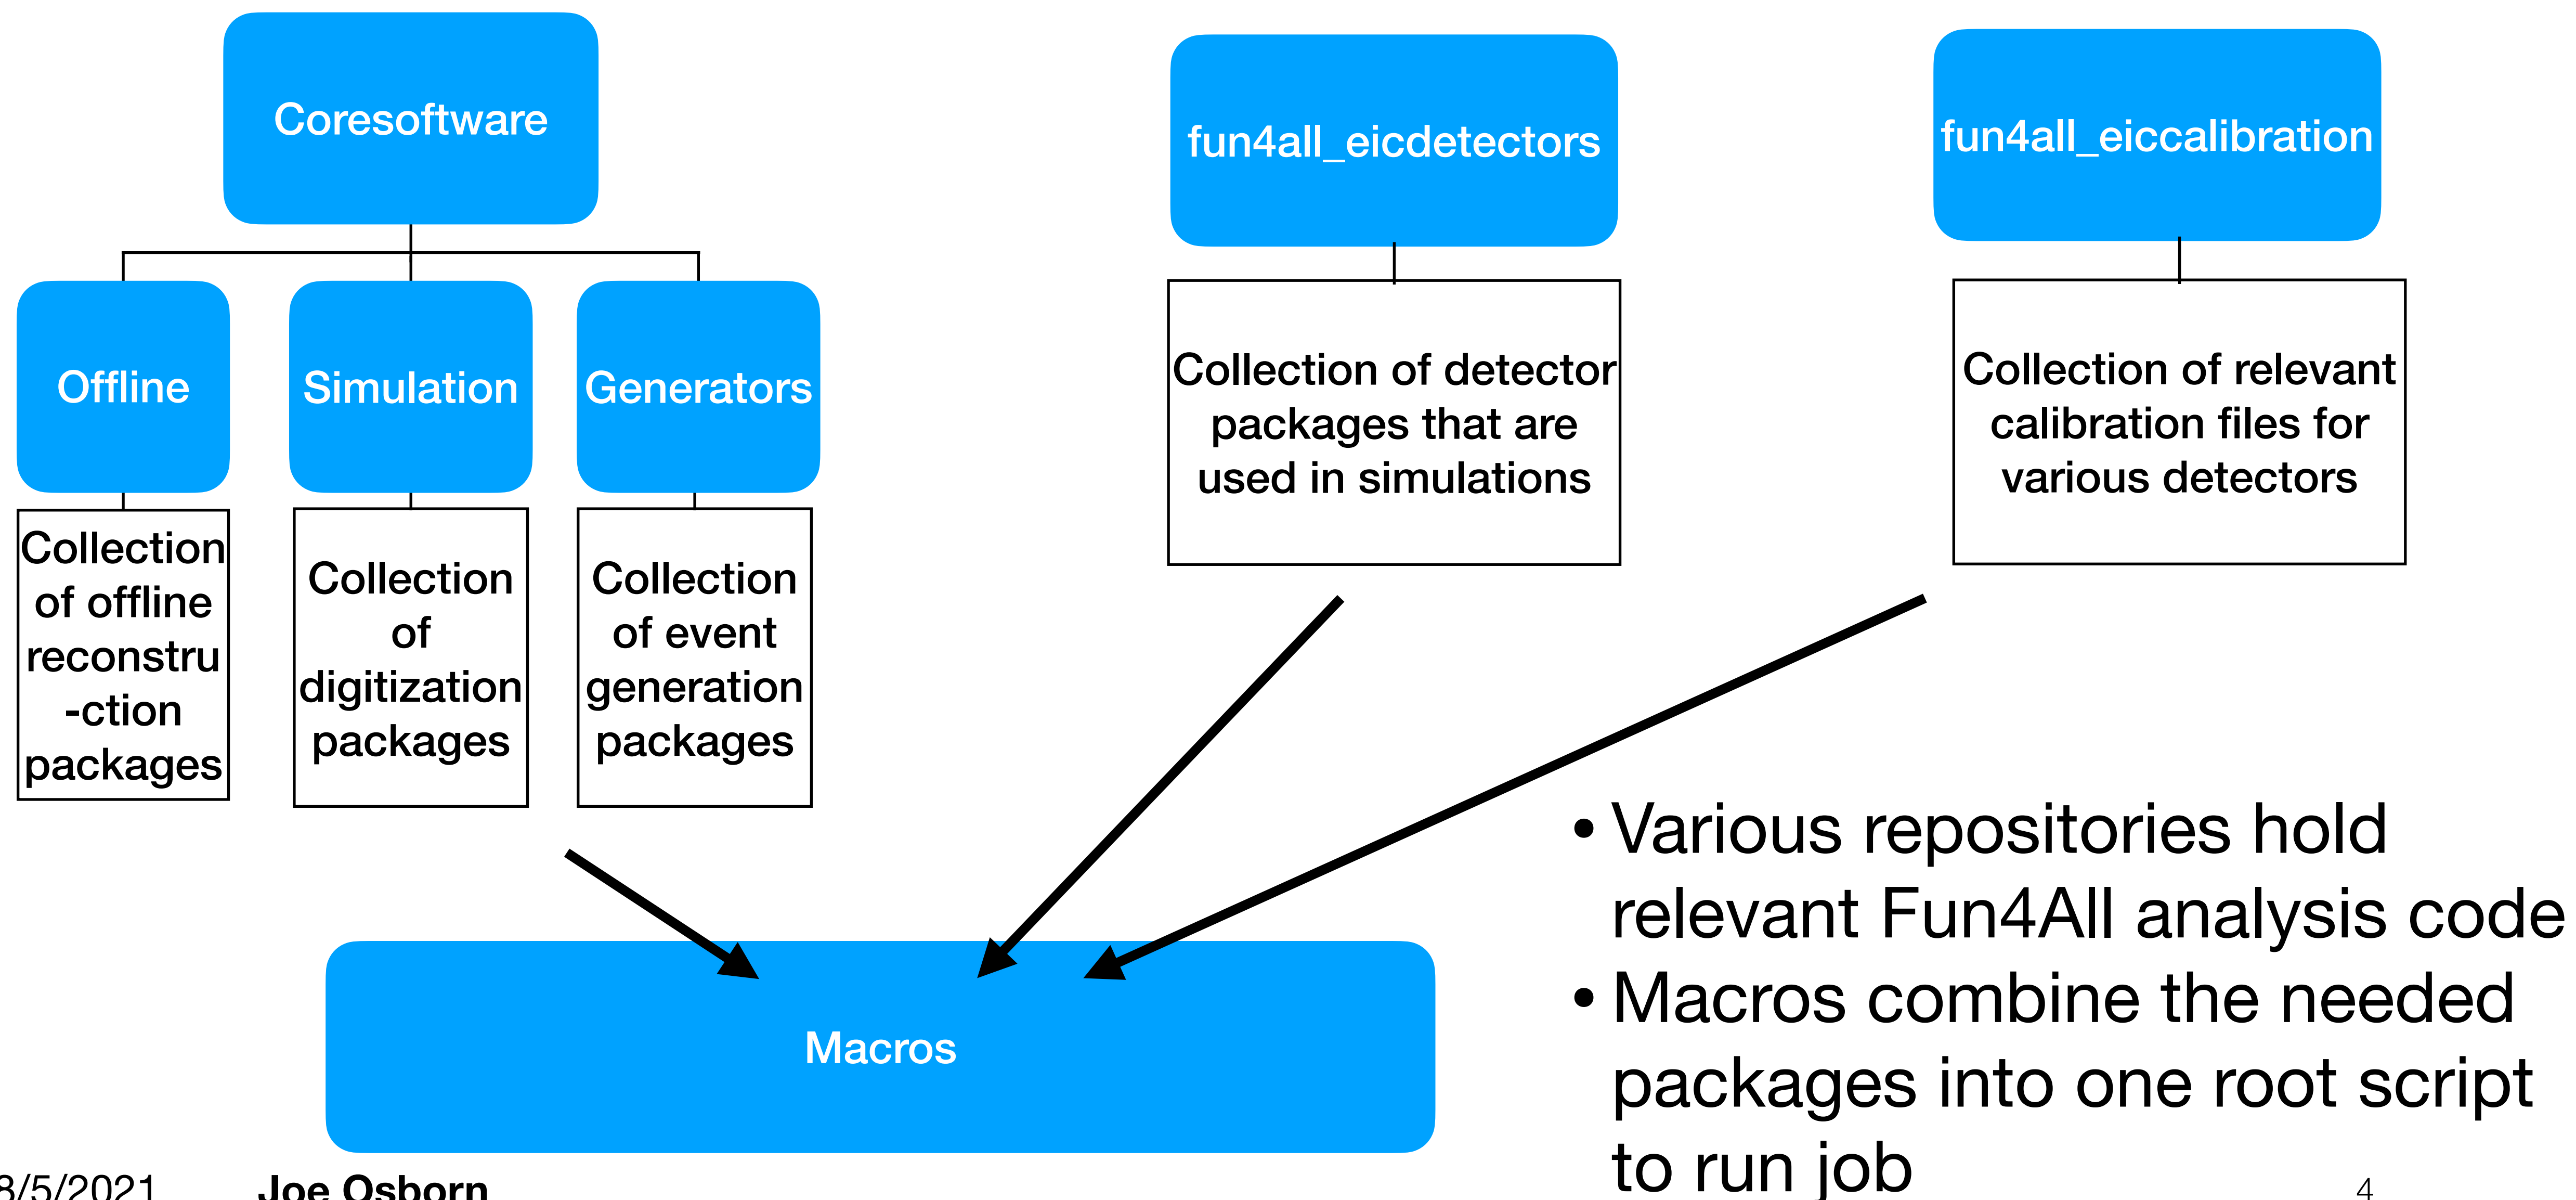 Coresoftware
fun4all_eicdetectors
fun4all_eiccalibration
Offline
Simulation
Generators
Collection
of offline
reconstru
-ction
packages
Collection
of
digitization
packages
Collection
of event
generation
packages
Collection of detector
packages that are
used in simulations
Collection of relevant
calibration files for
various detectors
Macros
• Various repositories hold
relevant Fun4All analysis code
• Macros combine the needed
packages into one root script
to run job
8/5/2021
Joe Osborn
4